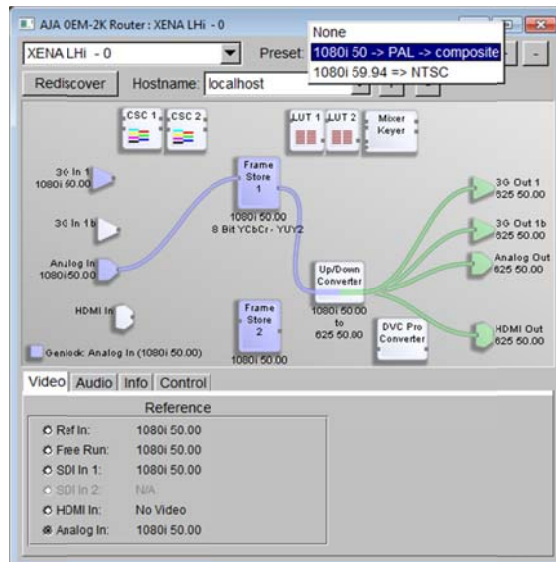 AJA OEM-2K Router : XENA LHi - 0
XENA LHi - 0
Preset:
None
1080i 50 -> PAL -> composite
1080i 59.94 => NTSC
-
Rediscover
Hostname:
localhost
CSC 1
CSC 2
LUT 1
LUT 2
Mixer
Keyer
3G In 1
1080i 50.00
3G In 1b
Analog In
1080i50.00
HDMI In
Frame
Store
1
1080i 50.00
8 Bit YCbCr - YUY2
Frame
Store
2
1080i 50.00
Up/Down
Converter
1080i 50.00
to
625 50.00
DVC Pro
Converter
3G Out 1
625 50.00
3G Out 1b
625 50.00
Analog Out
625 50.00
HDMI Out
625 50.00
Genlock: Analog In (1080i 50.00)
Video
Audio
Info
Control
Reference
Ref In: 1080i 50.00
Free Run: 1080i 50.00
SDI In 1: 1080i 50.00
SDI In 2: N/A
HDMI In: No Video
Analog In: 1080i 50.00